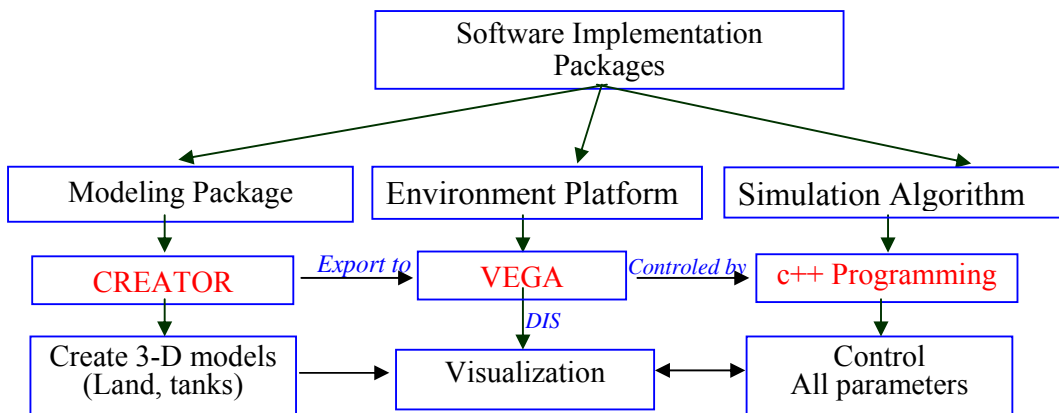 Software Implementation
Packages
Modeling Package
Environment Platform
Simulation Algorithm
CREATOR
Export to
VEGA
Controled by
c++ Programming
DIS
Create 3-D models
(Land, tanks)
Visualization
Control
All parameters